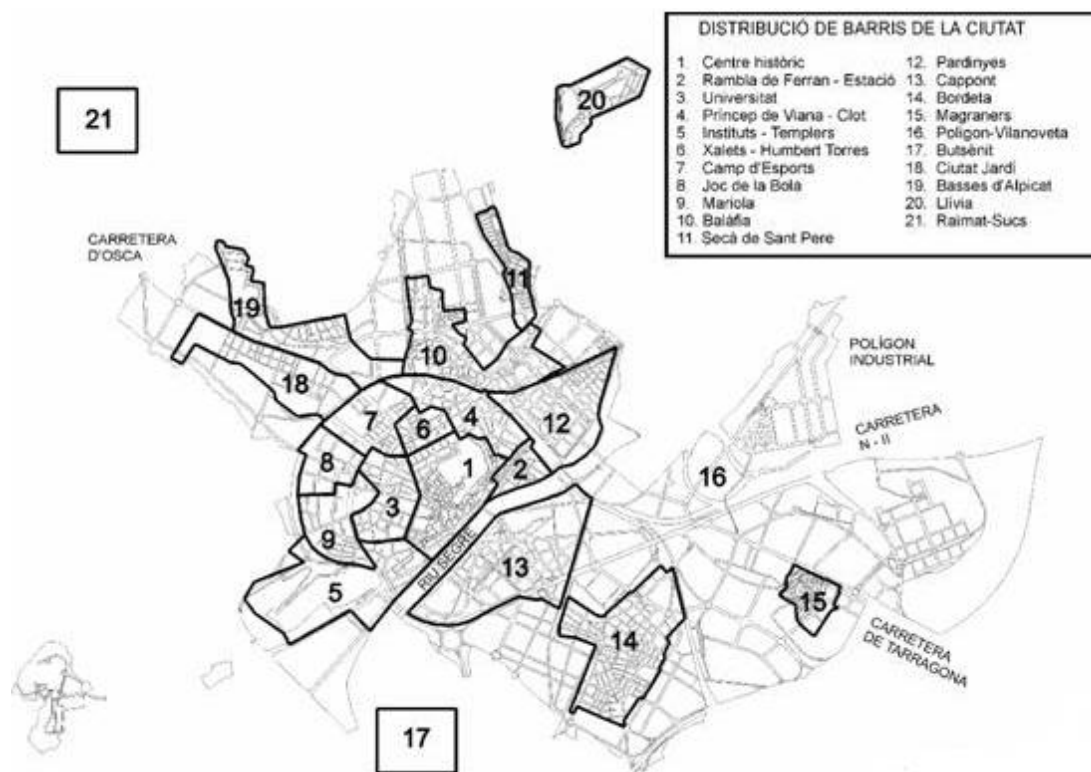 DISTRIBUCIÓ DE BARRIS DE LA CIUTAT
1. Centre històric
2 Rambla de Ferran - Estació
3 Universitat
4 Princep de Viana - Clot
5 Instituts - Templers
6 Xalets - Humbert Torres
7 Camp d'Esports
8 Joc de la Bola
9. Mariola
10. Balàfia
11. Secà de Sant Pere
12. Pardinyes
13. Cappont
14. Bordeta
15. Magraners
16. Poligon-Vilanoveta
17. Butsènit
18. Ciutat Jardí
19. Basses d'Alpicat
20. Llívia
21. Raimat-Sucs
20
21
CARRETERA
D'OSCA
11
19
10
POLÍGON
INDUSTRIAL
18
7
6
4
12
CARRETERA
N - II
8
1
2
16
3
9
RIU SEGRE
13
5
15
14
CARRETERA
DE TARRAGONA
17